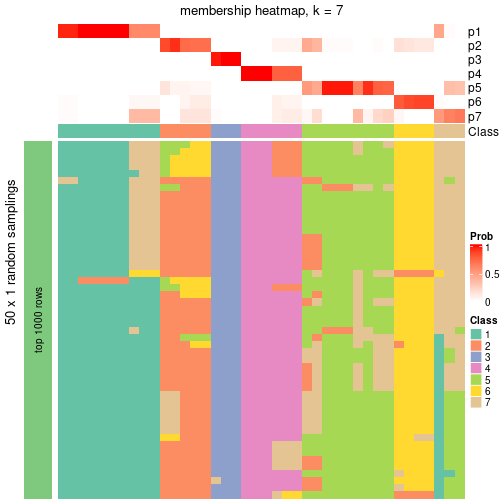 membership heatmap, k = 7
p1
p2
p3
p4
p5
p6
p7
Class
50 x 1 random samplings
top 1000 rows
Prob
1
0.5
0
Class
1
2
3
4
5
6
7